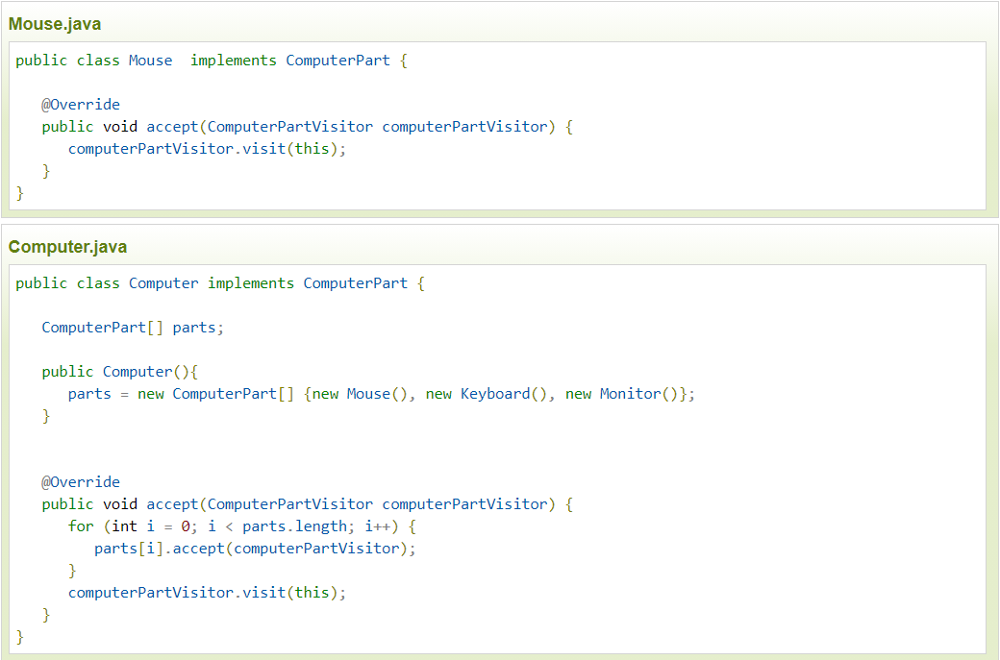 Mouse.java
public class Mouse  implements ComputerPart {
@Override
public void accept(ComputerPartVisitor computerPartVisitor) {
computerPartVisitor.visit(this);
}
}
Computer.java
public class Computer implements ComputerPart {
ComputerPart[] parts;
public Computer(){
parts = new ComputerPart[] {new Mouse(), new Keyboard(), new Monitor()};
}
@Override
public void accept(ComputerPartVisitor computerPartVisitor) {
for (int i = 0; i < parts.length; i++) {
parts[i].accept(computerPartVisitor);
}
computerPartVisitor.visit(this);
}
}